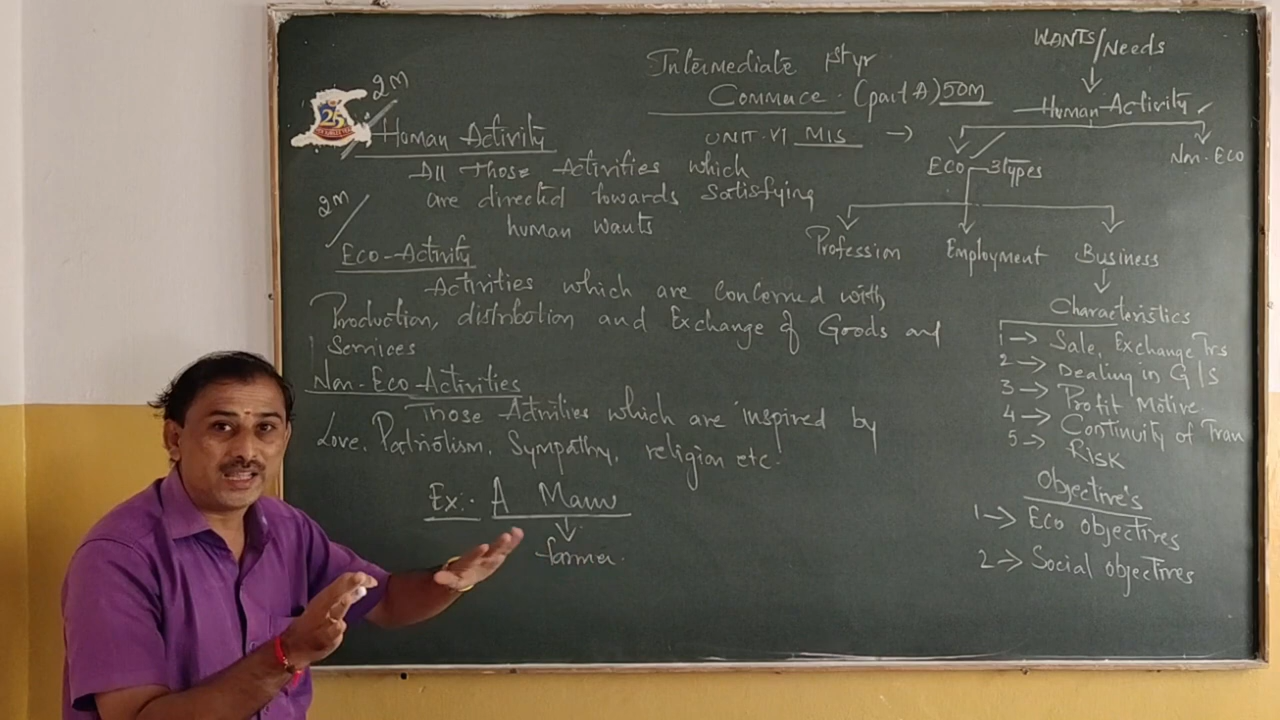 Intermediate 1st yr
Commerce - (part A) 50M
UNIT-VI M15 →
2M
Human Activity
All Those Activities which
are directed towards satisfying
human wants
2M
Eco-Activity
Activities which are Concerned with
Production, distribution and Exchange of Goods and
Services
Non-Eco-Activities
Those Activities which are inspired by
Love, Patriotism, Sympathy, religion etc.
Ex:- A Man
farmer.
WANTS/Needs
Human Activity
ECO 3 types
Non-ECO
Profession Employment Business
Characteristics
1 → Sale, Exchange Trs
2 → Dealing in G/S
3 → Profit Motive
4 → Continuity of Tran
5 → Risk
Objective's
1 → Eco objectives
2 → Social objectives
25